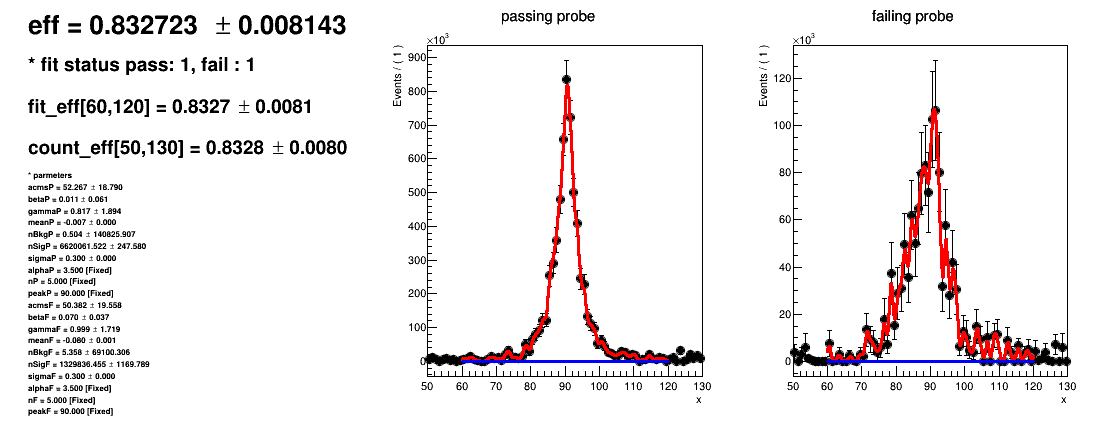 eff = 0.832723 ± 0.008143
* fit status pass: 1, fail : 1
fit_eff[60,120] = 0.8327 ± 0.0081
count_eff[50,130] = 0.8328 ± 0.0080
* parmeters
acmsP = 52.267 ± 18.790
betaP = 0.011 ± 0.061
gammaP = 0.817 ± 1.894
meanP = -0.007 ± 0.000
nBkgP = 0.504 ± 140825.907
nSigP = 6620061.522 ± 247.580
sigmaP = 0.300 ± 0.000
alphaP = 3.500 [Fixed]
nP = 5.000 [Fixed]
peakP = 90.000 [Fixed]
acmsF = 50.382 ± 19.558
betaF = 0.070 ± 0.037
gammaF = 0.999 ± 1.719
meanF = -0.080 ± 0.001
nBkgF = 5.358 ± 69100.306
nSigF = 1329836.455 ± 1169.789
sigmaF = 0.300 ± 0.000
alphaF = 3.500 [Fixed]
nF = 5.000 [Fixed]
peakF = 90.000 [Fixed]
passing probe
×10³
Events / ( 1 )
900
800
700
600
500
400
300
200
100
0
50 60 70 80 90 100 110 120 130
x
failing probe
×10³
Events / ( 1 )
120
100
80
60
40
20
0
50 60 70 80 90 100 110 120 130
x